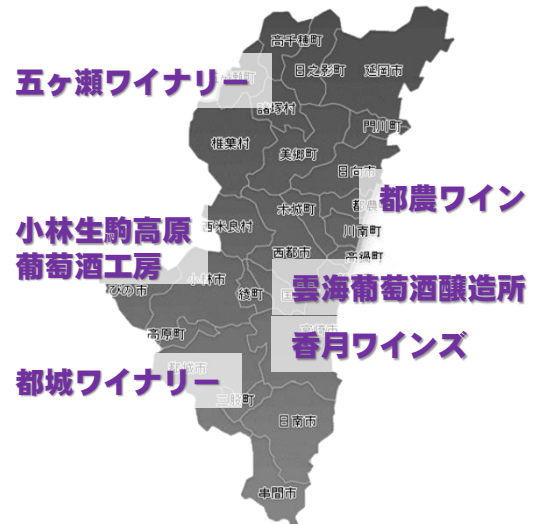 高千穂町
日之影町
延岡市
五ヶ瀬ワイナリー
諸塚村
門川町
椎葉村
美郷町
日向市
都農ワイン
木城町
西米良村
川南町
小林生駒高原
葡萄酒工房
西都市
高鍋町
小林市
びの市
綾町
雲海葡萄酒醸造所
高原町
香月ワインズ
都城市
都城ワイナリー
三股町
日南市
串間市